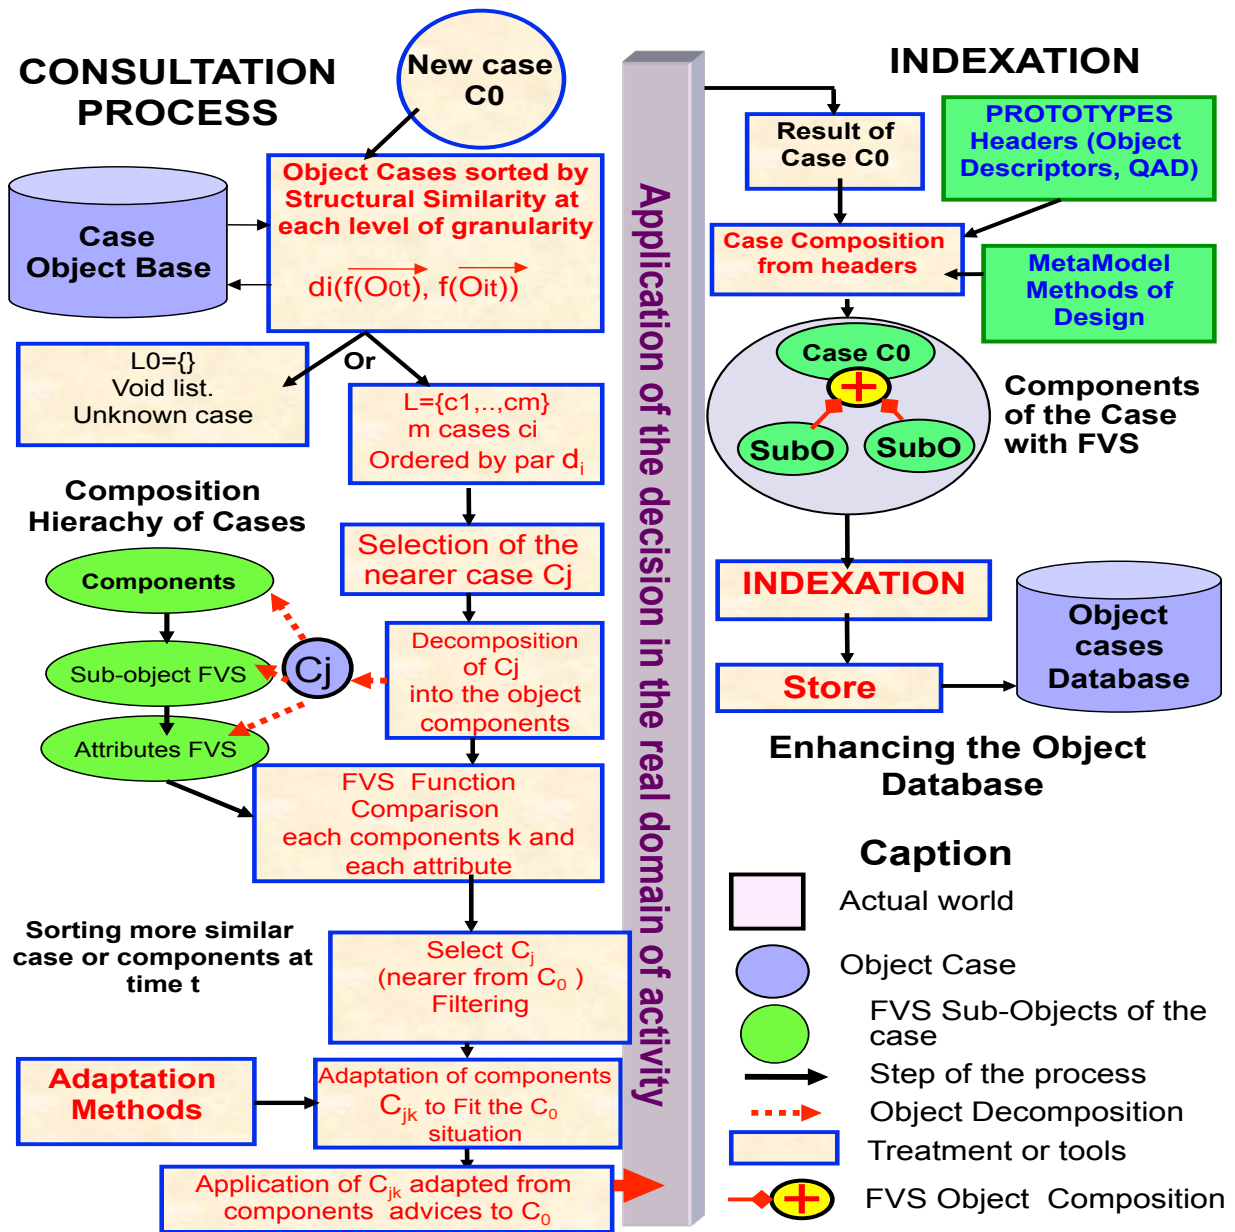 CONSULTATION
PROCESS
New case
C0
Object Cases sorted by
Structural Similarity at
each level of granularity
di(f(O0t), f(Oit))
Case
Object Base
L0={}
Void list.
Unknown case
Or
L={c1,..,cm}
m cases ci
Ordered by par di
Composition
Hierachy of Cases
Selection of the
nearer case Cj
Components
Sub-object FVS
Attributes FVS
Cj
Decomposition
of Cj
into the object
components
FVS Function
Comparison
each components k and
each attribute
Sorting more similar
case or components at
time t
Select Cj
(nearer from C0 )
Filtering
Adaptation
Methods
Adaptation of components
Cjk to Fit the C0
situation
Application of Cjk adapted from
components advices to C0
Application of the decision in the real domain of activity
INDEXATION
Result of
Case C0
PROTOTYPES
Headers (Object
Descriptors, QAD)
Case Composition
from headers
MetaModel
Methods of
Design
Case C0
SubO
SubO
Components
of the Case
with FVS
INDEXATION
Store
Object
cases
Database
Enhancing the Object
Database
Caption
Actual world
Object Case
FVS Sub-Objects of the
case
Step of the process
Object Decomposition
Treatment or tools
FVS Object Composition